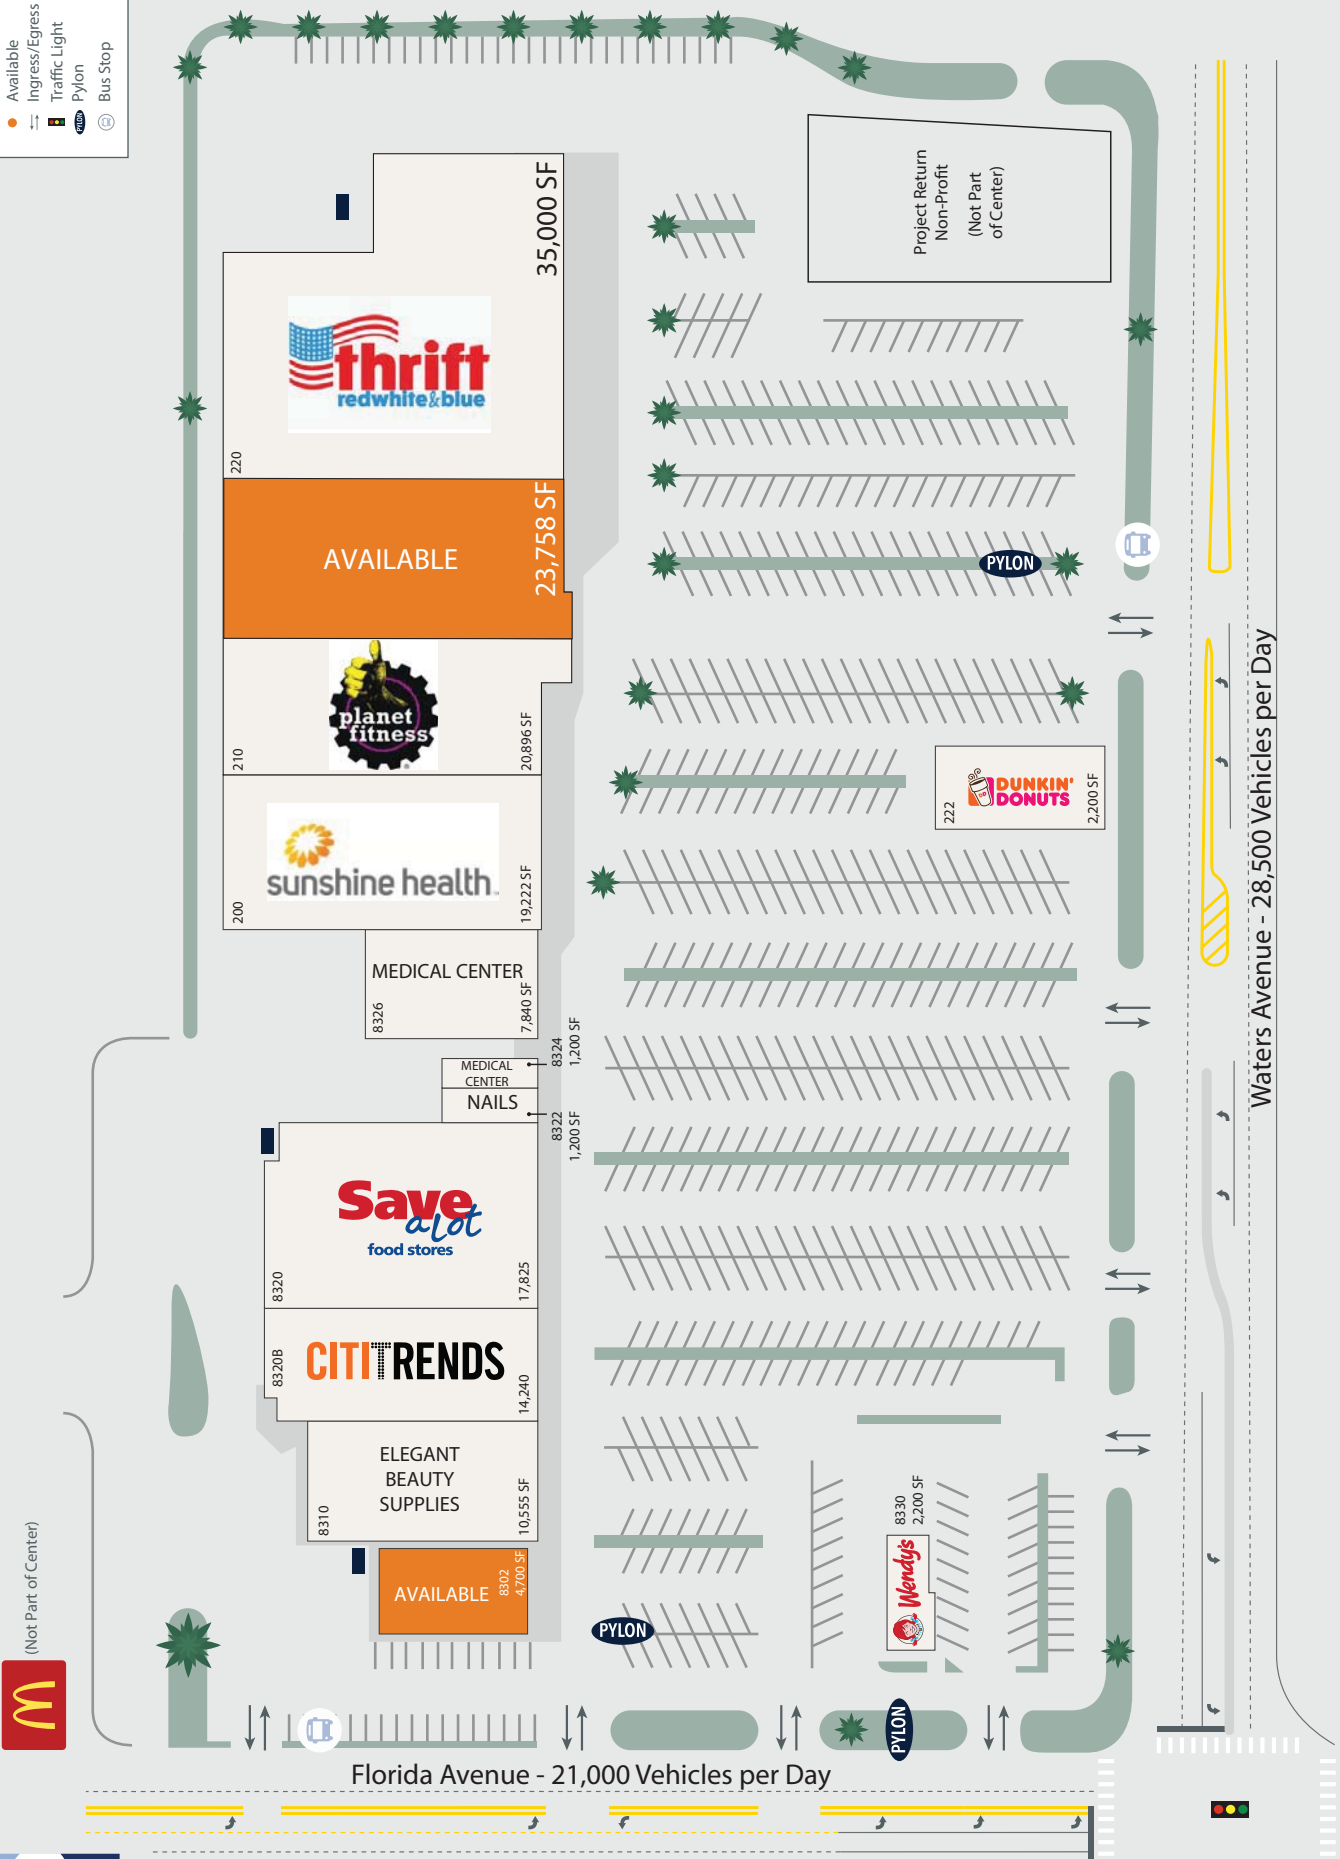 Available
Ingress/Egress
Traffic Light
PYLON
Pylon
Bus Stop
35,000 SF
thrift
redwhite&blue
220
Project Return
Non-Profit
(Not Part
of Center)
AVAILABLE
23,758 SF
PYLON
planet
fitness
210
20,896 SF
sunshine health
200
19,222 SF
222
DUNKIN'
DONUTS
2,200 SF
MEDICAL CENTER
8326
7,840 SF
MEDICAL
CENTER
8324
1,200 SF
NAILS
8322
1,200 SF
Save
a Lot
food stores
8320
17,825
8320B
CITITRENDS
14,240
ELEGANT
BEAUTY
SUPPLIES
8310
10,555 SF
AVAILABLE
8302
4,700 SF
(Not Part of Center)
PYLON
8330
2,200 SF
Wendy's
PYLON
Waters Avenue - 28,500 Vehicles per Day
Florida Avenue - 21,000 Vehicles per Day